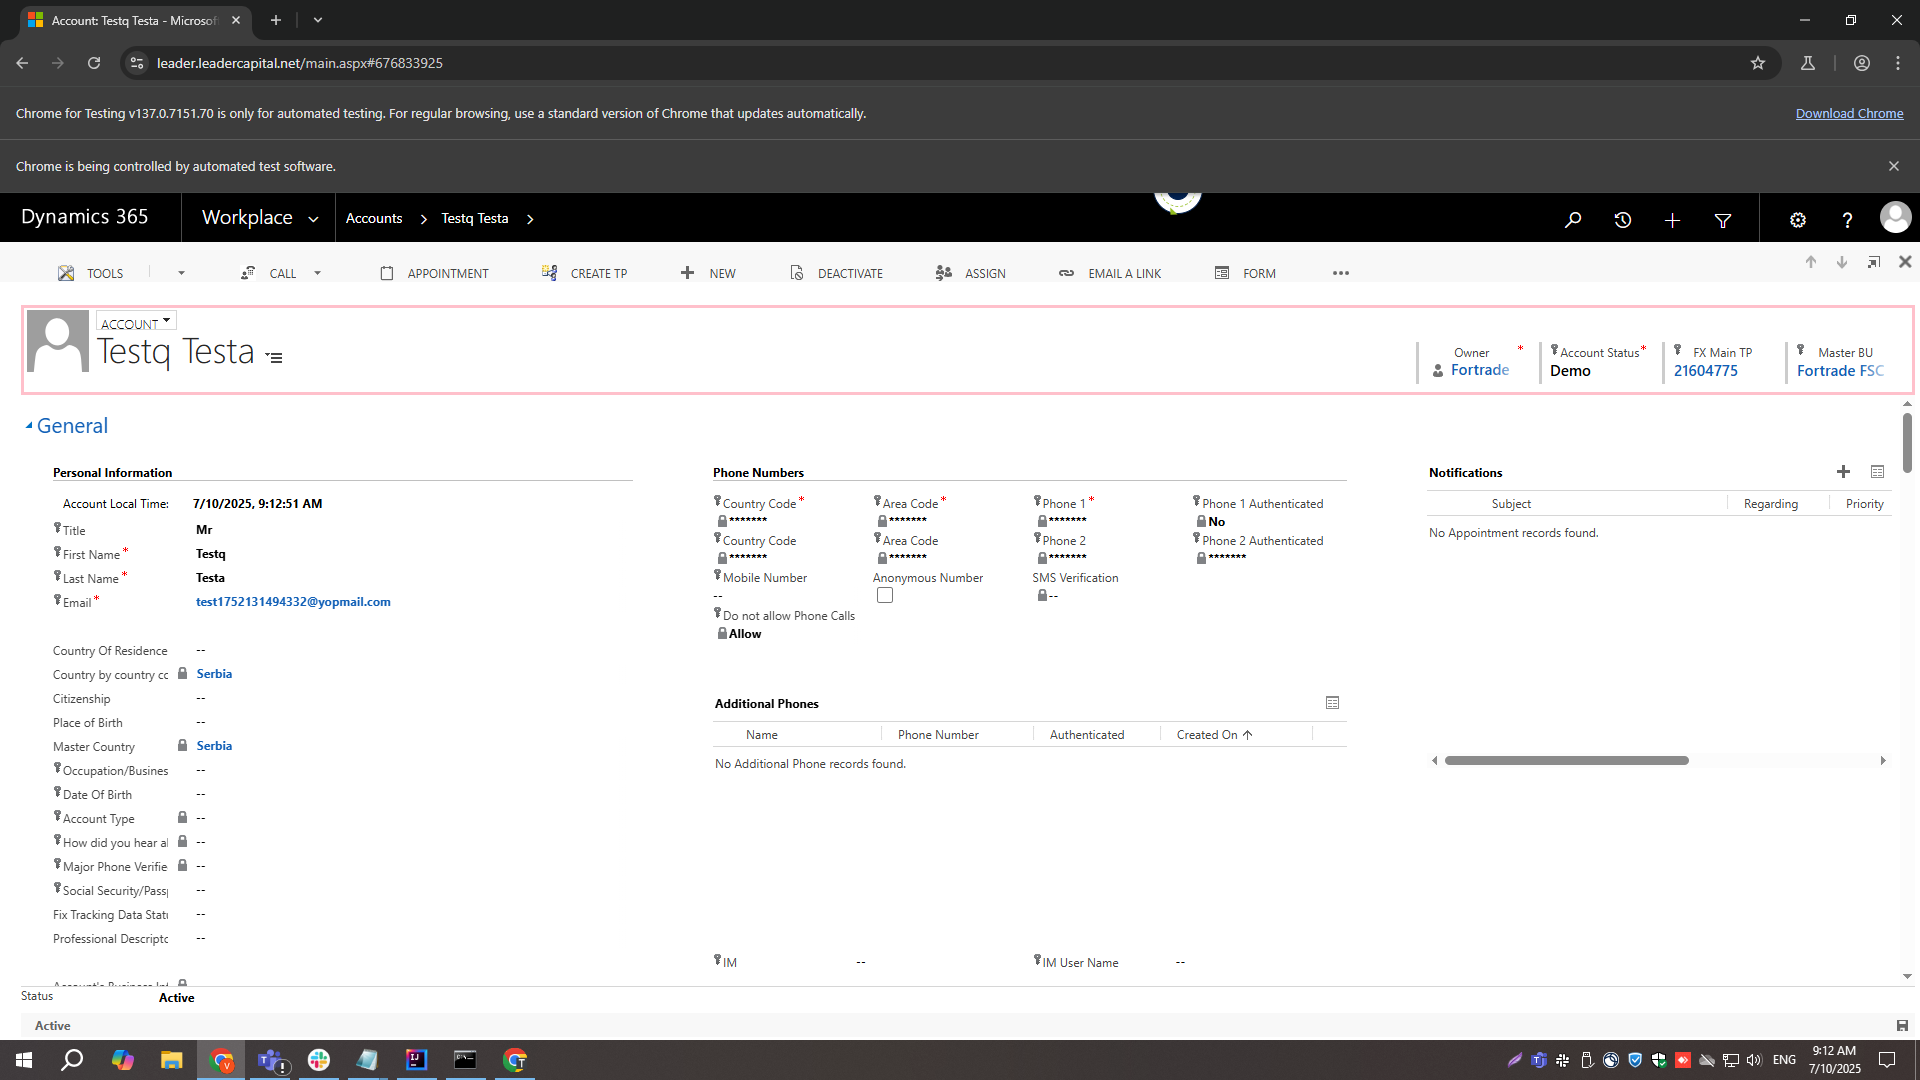 Account: Testq Testa - Microsof
leader.leadercapital.net/main.aspx#676833925
Chrome for Testing v137.0.7151.70 is only for automated testing. For regular browsing, use a standard version of Chrome that updates automatically.
Download Chrome
Chrome is being controlled by automated test software.
Dynamics 365
Workplace
Accounts
Testq Testa
TOOLS
CALL
APPOINTMENT
CREATE TP
NEW
DEACTIVATE
ASSIGN
EMAIL A LINK
FORM
ACCOUNT
Testq Testa
Owner *
Fortrade
Account Status *
Demo
FX Main TP
21604775
Master BU
Fortrade FSC
General
Personal Information
Account Local Time: 7/10/2025, 9:12:51 AM
Title Mr
First Name * Testq
Last Name * Testa
Email * test1752131494332@yopmail.com
Country Of Residence --
Country by country cc Serbia
Citizenship --
Place of Birth --
Master Country Serbia
Occupation/Busines --
Date Of Birth --
Account Type --
How did you hear a --
Major Phone Verifie --
Social Security/Pass --
Fix Tracking Data Stat --
Professional Descripto --
Phone Numbers
Country Code * Area Code * Phone 1 * Phone 1 Authenticated
******* ******* ******* No
Country Code Area Code Phone 2 Phone 2 Authenticated
******* ******* ******* *******
Mobile Number Anonymous Number SMS Verification
-- --
Do not allow Phone Calls
Allow
Additional Phones
Name Phone Number Authenticated Created On
No Additional Phone records found.
IM -- IM User Name --
Notifications
Subject Regarding Priority
No Appointment records found.
Status Active
Active
ENG
9:12 AM
7/10/2025